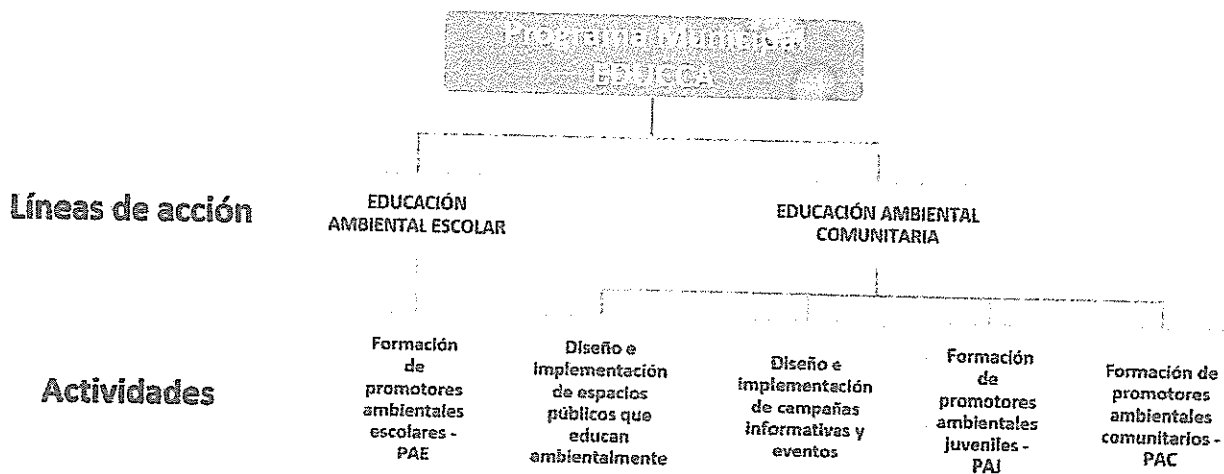 Programa Municipal
EDUCCA
Líneas de acción
EDUCACIÓN
AMBIENTAL ESCOLAR
EDUCACIÓN AMBIENTAL
COMUNITARIA
Actividades
Formación
de
promotores
ambientales
escolares -
PAE
Diseño e
implementación
de espacios
públicos que
educan
ambientalmente
Diseño e
implementación
de campañas
informativas y
eventos
Formación
de
promotores
ambientales
juveniles -
PAJ
Formación de
promotores
ambientales
comunitarios -
PAC